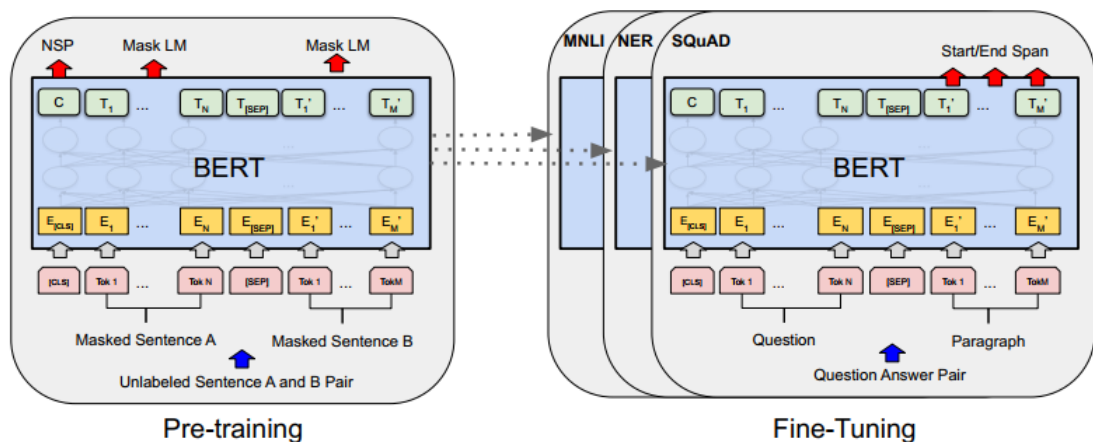 NSP Mask LM Mask LM
C T1 ... TN T[SEP] T1' ... TM'
...
BERT
...
E[CLS] E1 ... EN E[SEP] E1' ... EM'
[CLS] Tok 1 ... Tok N [SEP] Tok 1 ... TokM
Masked Sentence A Masked Sentence B
Unlabeled Sentence A and B Pair
Pre-training
MNLI NER SQuAD
Start/End Span
C T1 ... TN T[SEP] T1' ... TM'
...
BERT
...
E[CLS] E1 ... EN E[SEP] E1' ... EM'
[CLS] Tok 1 ... Tok N [SEP] Tok 1 ... TokM
Question Paragraph
Question Answer Pair
Fine-Tuning